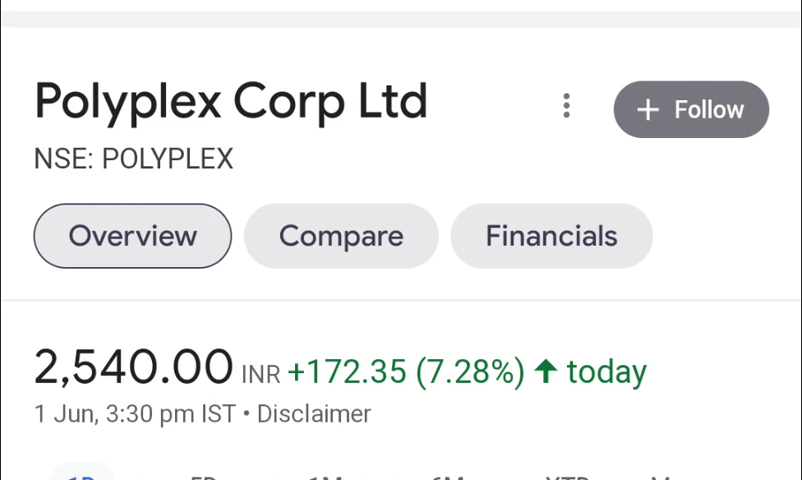 Polyplex Corp Ltd
+ Follow
NSE: POLYPLEX
Overview Compare Financials
2,540.00 INR +172.35 (7.28%) ↑ today
1 Jun, 3:30 pm IST • Disclaimer